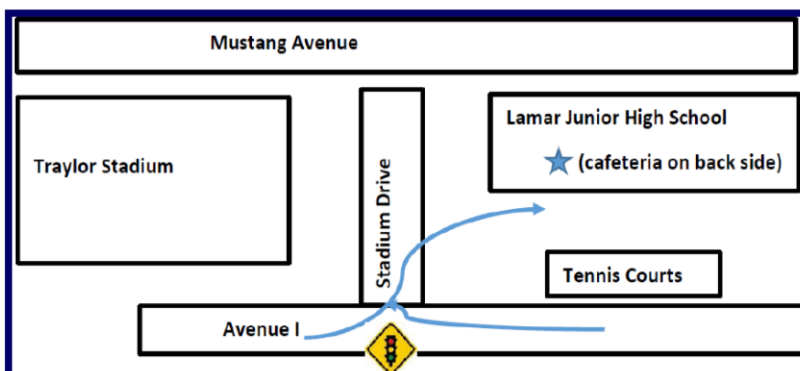 Mustang Avenue
Lamar Junior High School
Traylor Stadium
(cafeteria on back side)
Stadium Drive
Tennis Courts
Avenue I